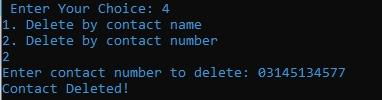 Enter Your Choice: 4
1. Delete by contact name
2. Delete by contact number
2
Enter contact number to delete: 03145134577
Contact Deleted!